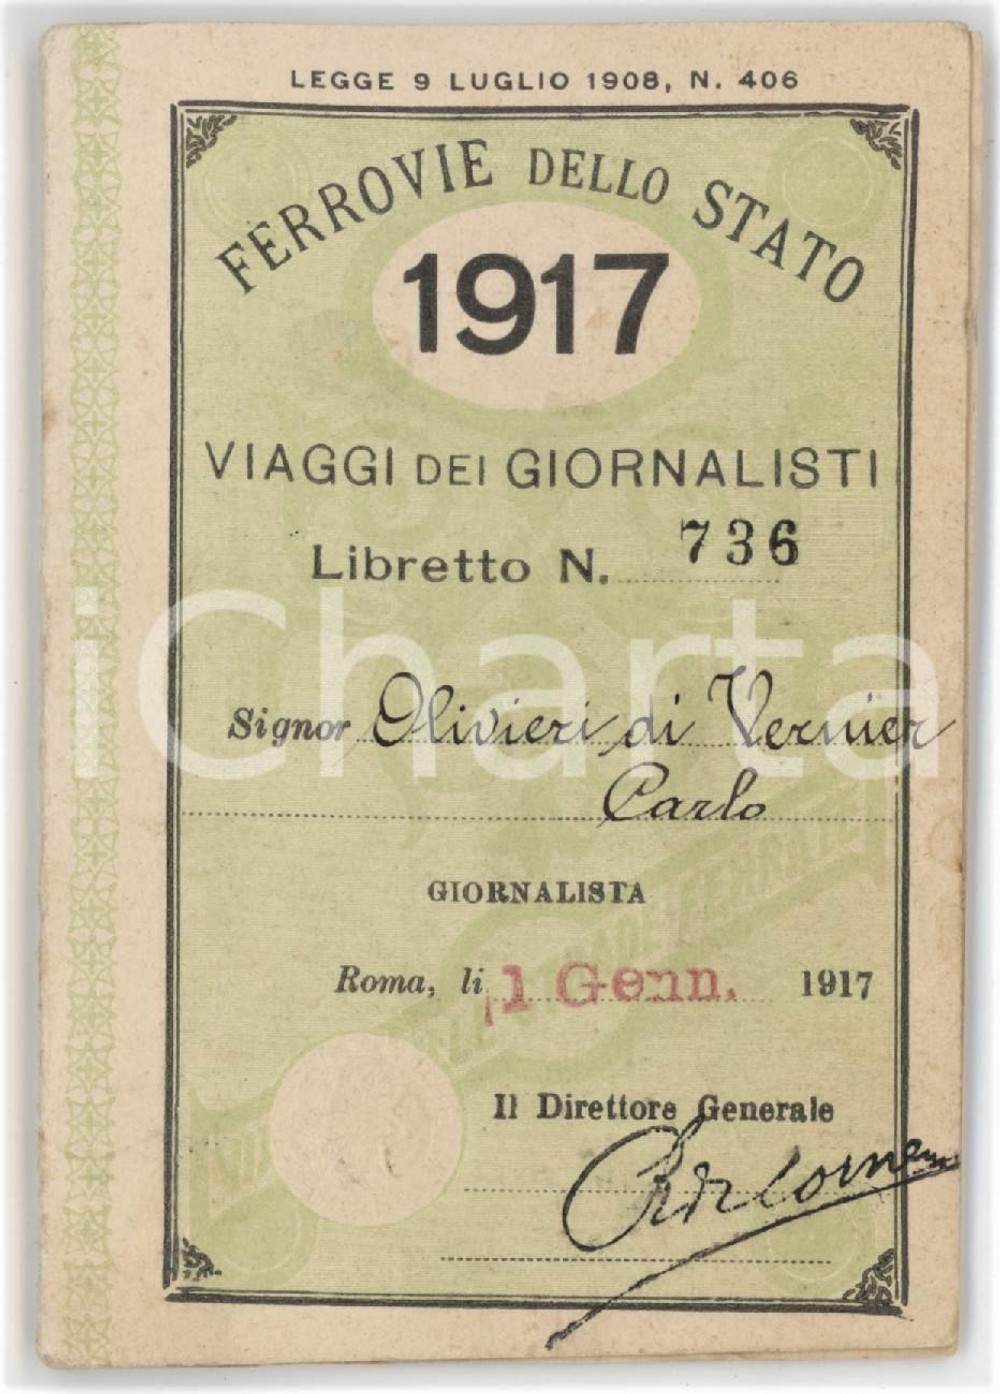 LEGGE 9 LUGLIO 1908, N. 406
FERROVIE DELLO STATO
1917
VIAGGI DEI GIORNALISTI
Libretto N. 736
Charta
Signor Olivieri di Vernier
Carlo
GIORNALISTA
Roma, li 1 Genn. 1917
Il Direttore Generale